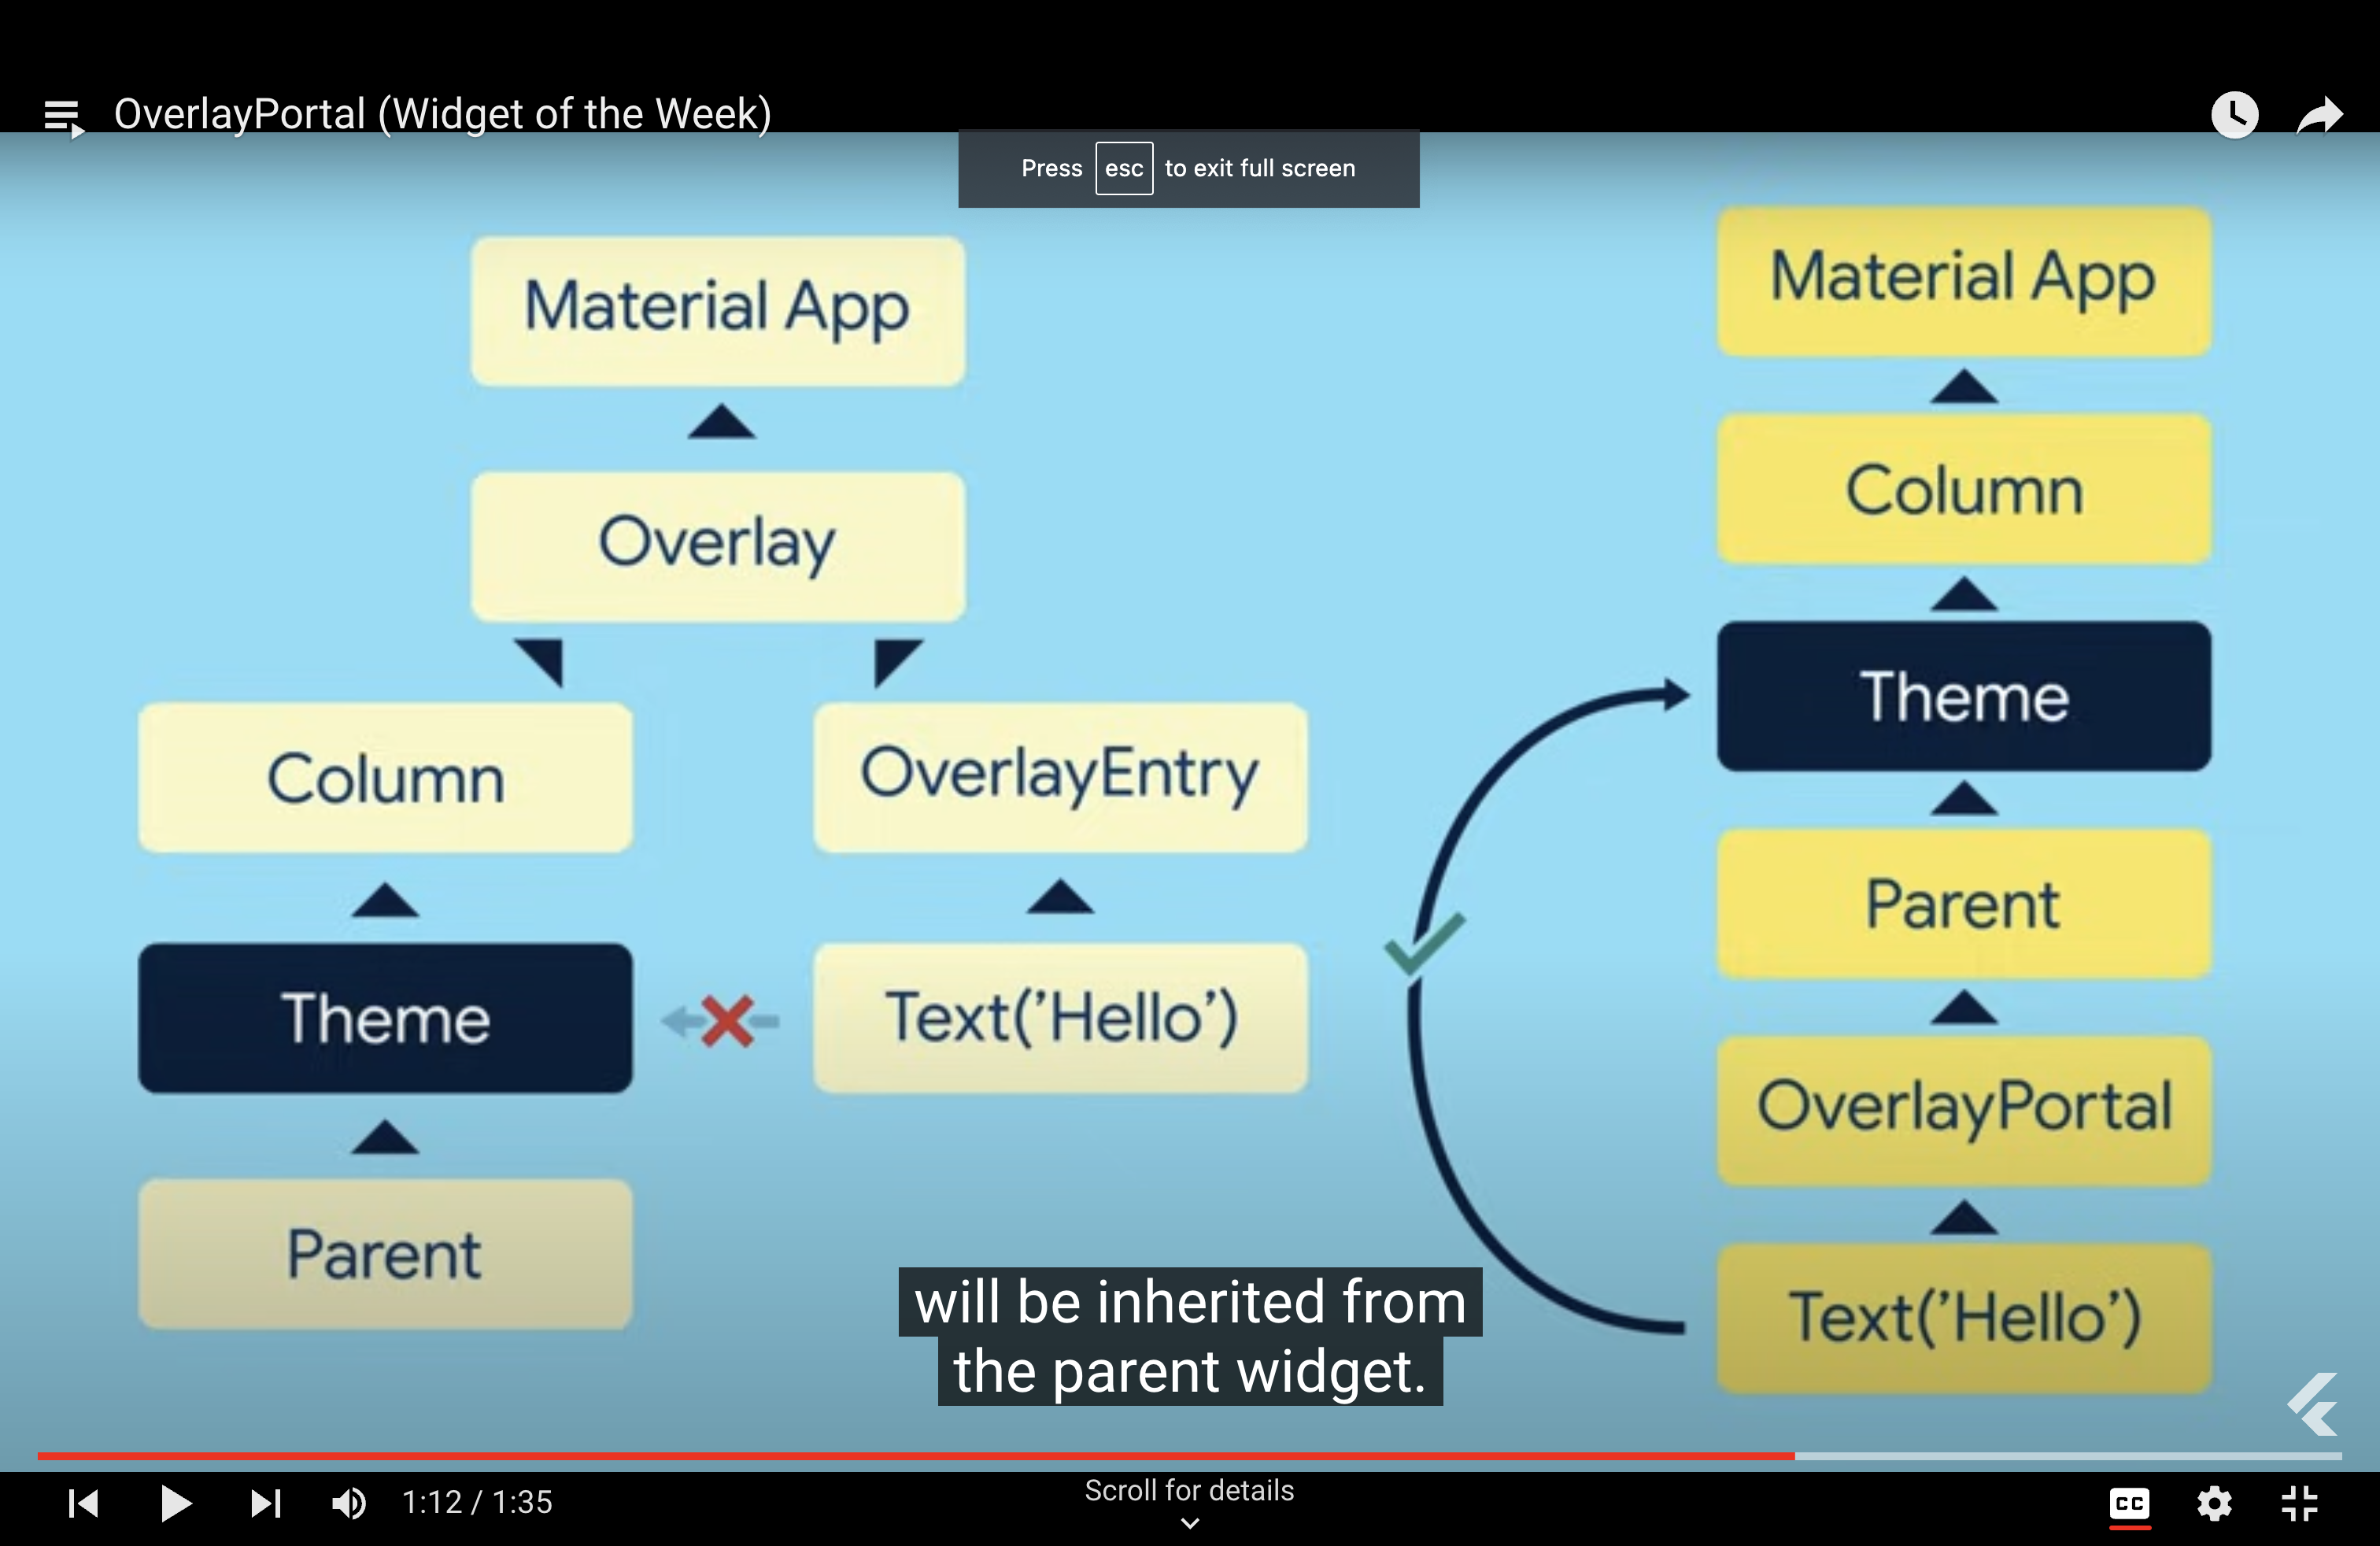 OverlayPortal (Widget of the Week)
Press esc to exit full screen
Material App
Overlay
Column
OverlayEntry
Theme
Text('Hello')
Parent
Material App
Column
Theme
Parent
OverlayPortal
Text('Hello')
will be inherited from
the parent widget.
1:12 / 1:35
Scroll for details
CC